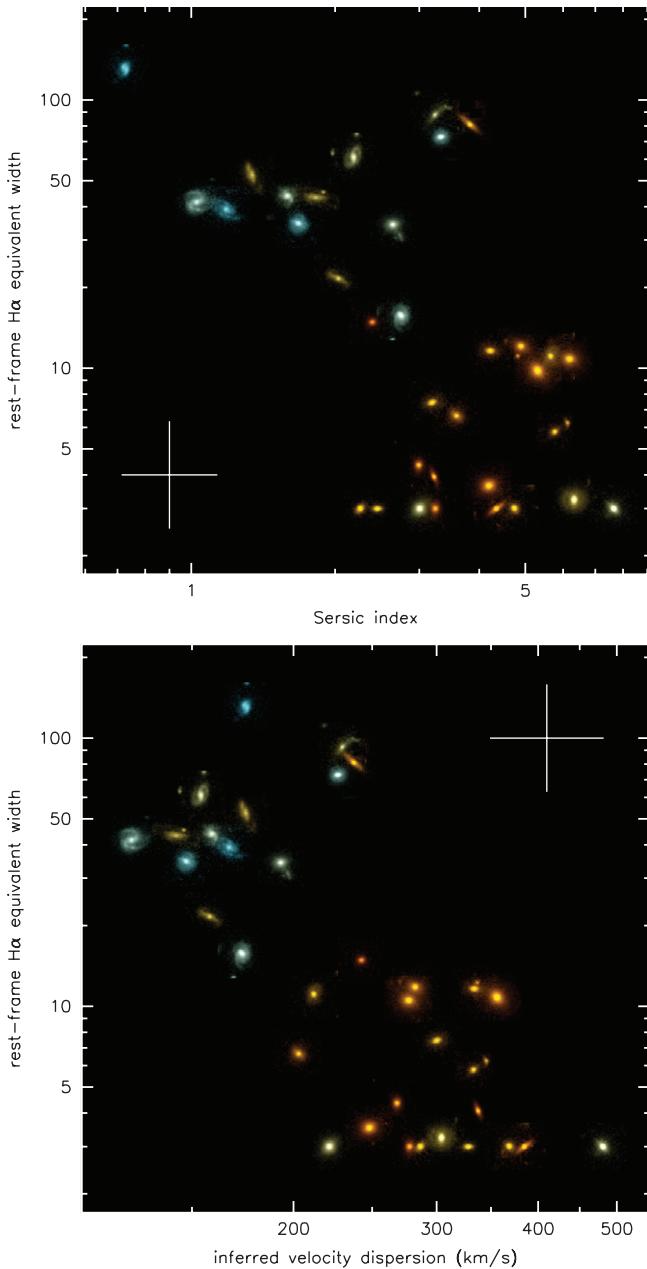 100
50
10
5
rest-frame Hα equivalent width
1 5
Sersic index
100
50
10
5
rest-frame Hα equivalent width
200 300 400 500
inferred velocity dispersion (km/s)